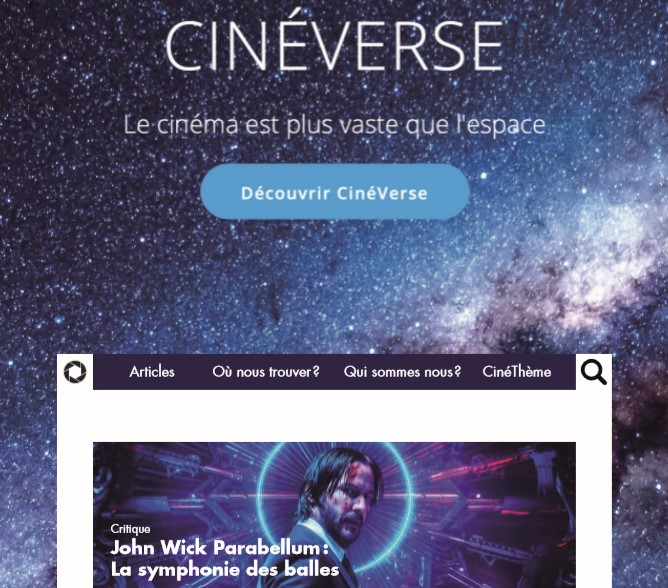 CINÉVERSE
Le cinéma est plus vaste que l'espace
Découvrir CinéVerse
Articles Où nous trouver? Qui sommes nous? CinéThème
Critique
John Wick Parabellum:
La symphonie des balles